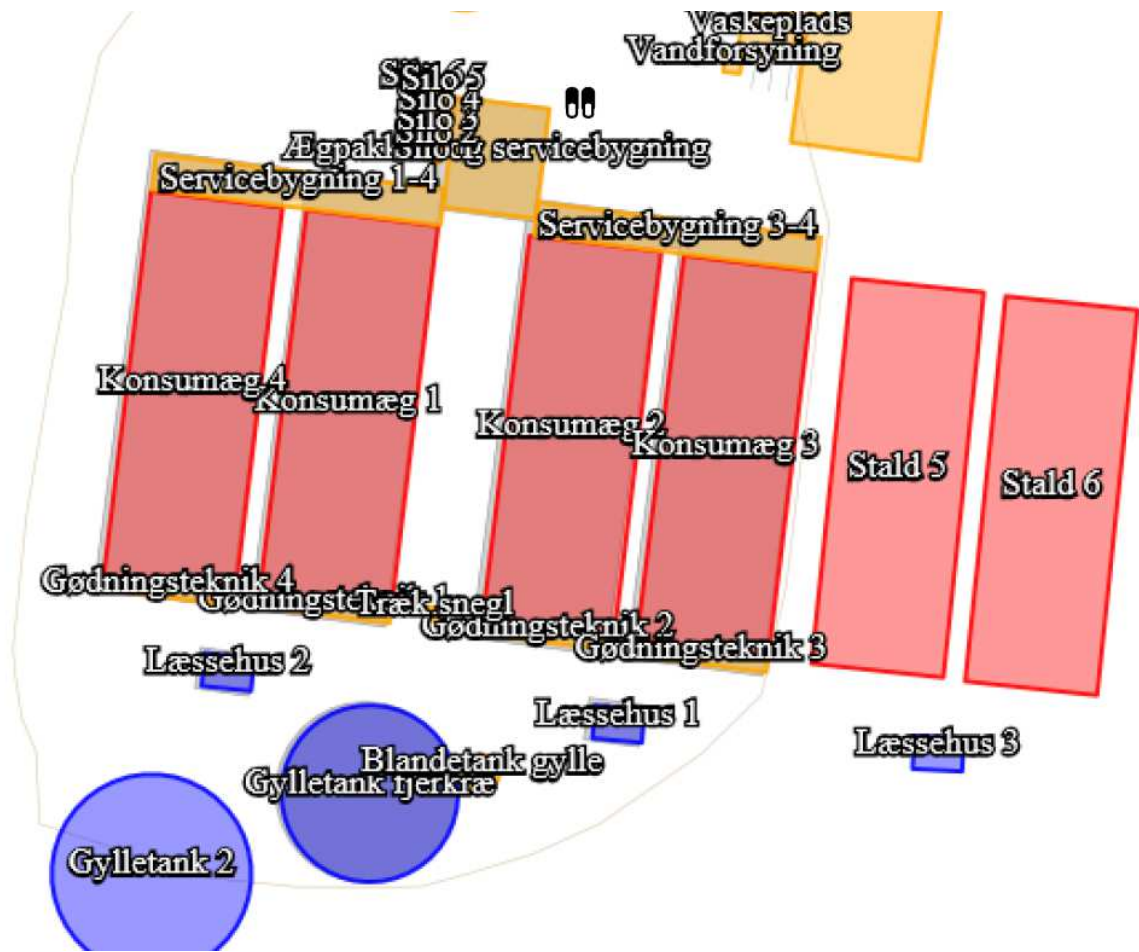 Vaskeplads
Vandforsyning
Silo 5
Silo 4
Silo 3
servicebygning
Servicebygning 1-4
Servicebygning 3-4
Konsumæg 4
Konsumæg 1
Konsumæg 2
Konsumæg 3
Stald 5
Stald 6
Gødningsteknik 4
Træk snegl
Gødningsteknik 2
Gødningsteknik 3
Læssehus 2
Læssehus 1
Læssehus 3
Blandetank gylle
Gylletank fjerkræ
Gylletank 2